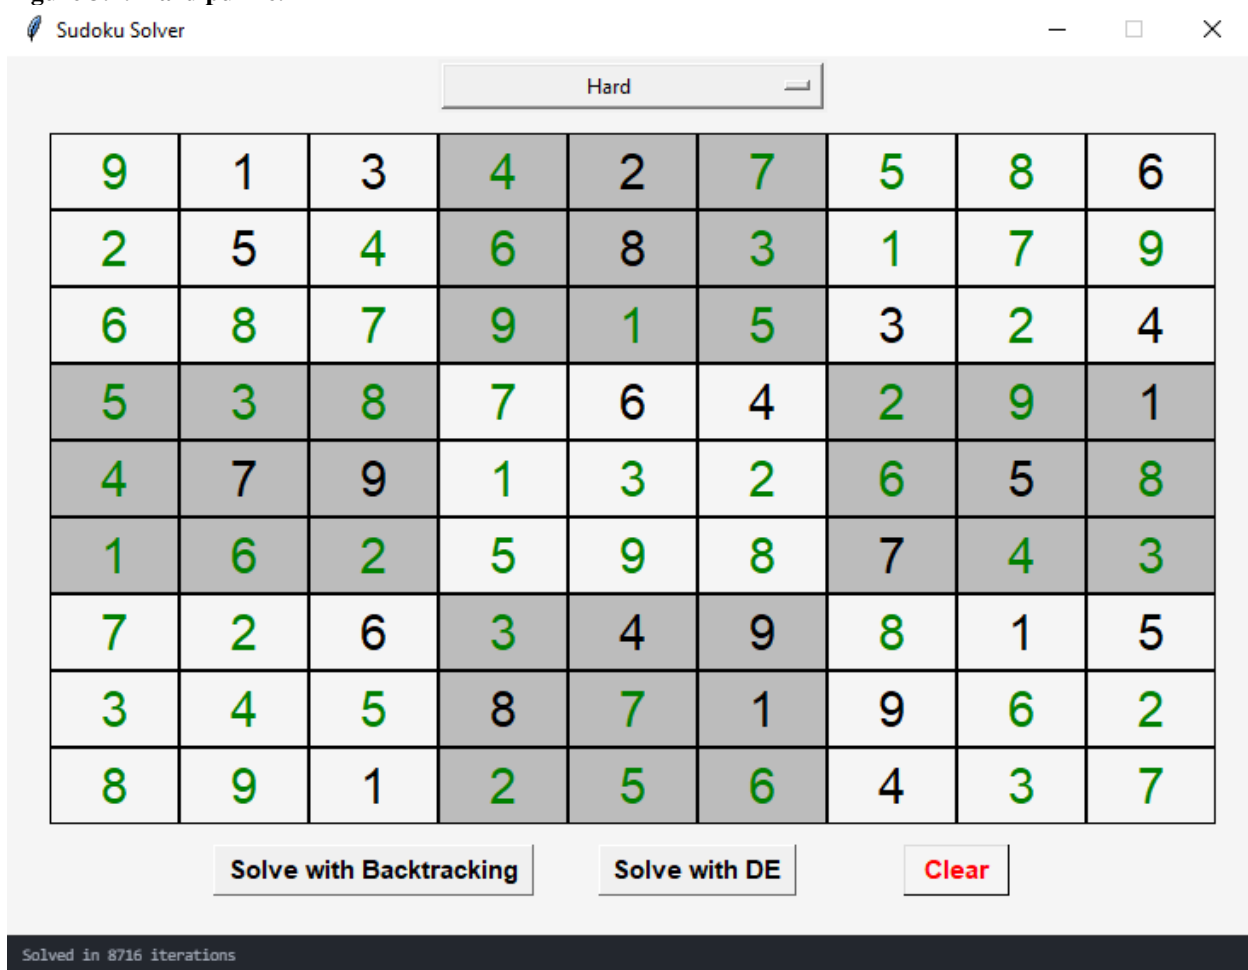 Sudoku Solver
Hard
9 1 3 4 2 7 5 8 6
2 5 4 6 8 3 1 7 9
6 8 7 9 1 5 3 2 4
5 3 8 7 6 4 2 9 1
4 7 9 1 3 2 6 5 8
1 6 2 5 9 8 7 4 3
7 2 6 3 4 9 8 1 5
3 4 5 8 7 1 9 6 2
8 9 1 2 5 6 4 3 7
Solve with Backtracking Solve with DE Clear
Solved in 8716 iterations